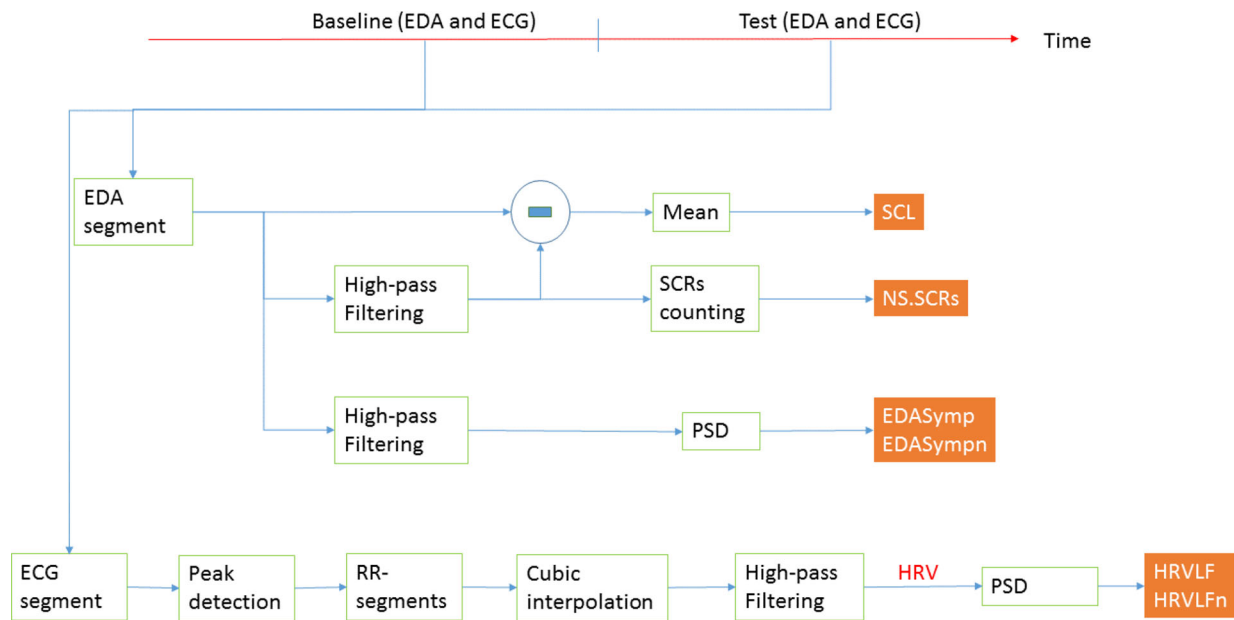 Baseline (EDA and ECG)
Test (EDA and ECG)
Time
EDA
segment
Mean
SCL
High-pass
Filtering
SCRs
counting
NS.SCRs
High-pass
Filtering
PSD
EDASymp
EDASympn
ECG
segment
Peak
detection
RR-
segments
Cubic
interpolation
High-pass
Filtering
HRV
PSD
HRVLF
HRVLFn